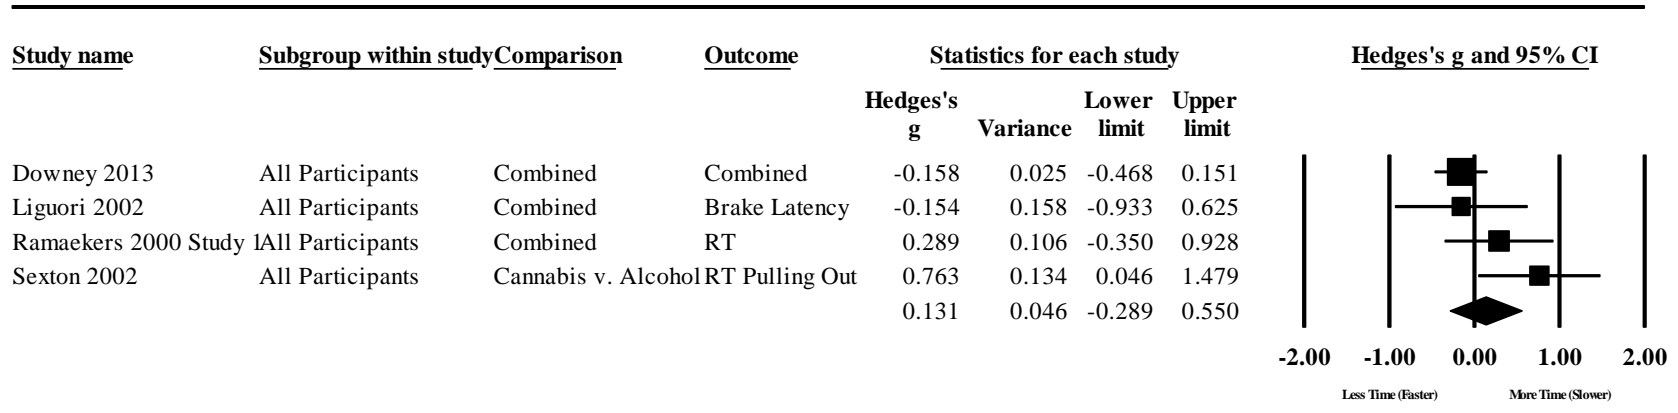 Study name Subgroup within study Comparison Outcome Statistics for each study Hedges's g and 95% CI
Hedges's g Variance Lower limit Upper limit
Downey 2013 All Participants Combined Combined -0.158 0.025 -0.468 0.151
Liguori 2002 All Participants Combined Brake Latency -0.154 0.158 -0.933 0.625
Ramaekers 2000 Study 1 All Participants Combined RT 0.289 0.106 -0.350 0.928
Sexton 2002 All Participants Cannabis v. Alcohol RT Pulling Out 0.763 0.134 0.046 1.479
0.131 0.046 -0.289 0.550
-2.00 -1.00 0.00 1.00 2.00
Less Time (Faster) More Time (Slower)